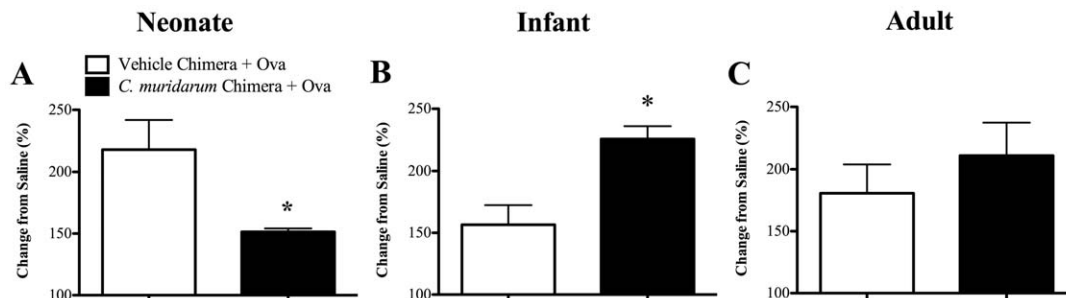 Neonate
Infant
Adult
A
Vehicle Chimera + Ova
C. muridarum Chimera + Ova
B
C
Change from Saline (%)
250
200
150
100
*
Change from Saline (%)
250
200
150
100
*
Change from Saline (%)
250
200
150
100